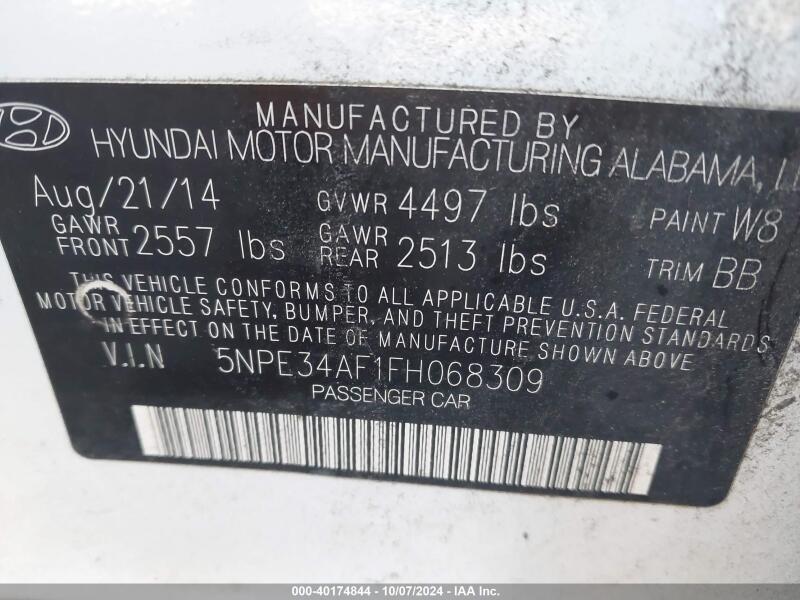 MANUFACTURED BY
HYUNDAI MOTOR MANUFACTURING ALABAMA,
Aug/21/14 GVWR 4497 lbs PAINT W8
GAWR FRONT 2557 lbs GAWR REAR 2513 lbs TRIM BB
THIS VEHICLE CONFORMS TO ALL APPLICABLE U.S.A. FEDERAL
MOTOR VEHICLE SAFETY, BUMPER, AND THEFT PREVENTION STANDARDS
IN EFFECT ON THE DATE OF MANUFACTURE SHOWN ABOVE
V.I.N 5NPE34AF1FH068309
PASSENGER CAR
000-40174844 / 10/07/2024 - IAA Inc.